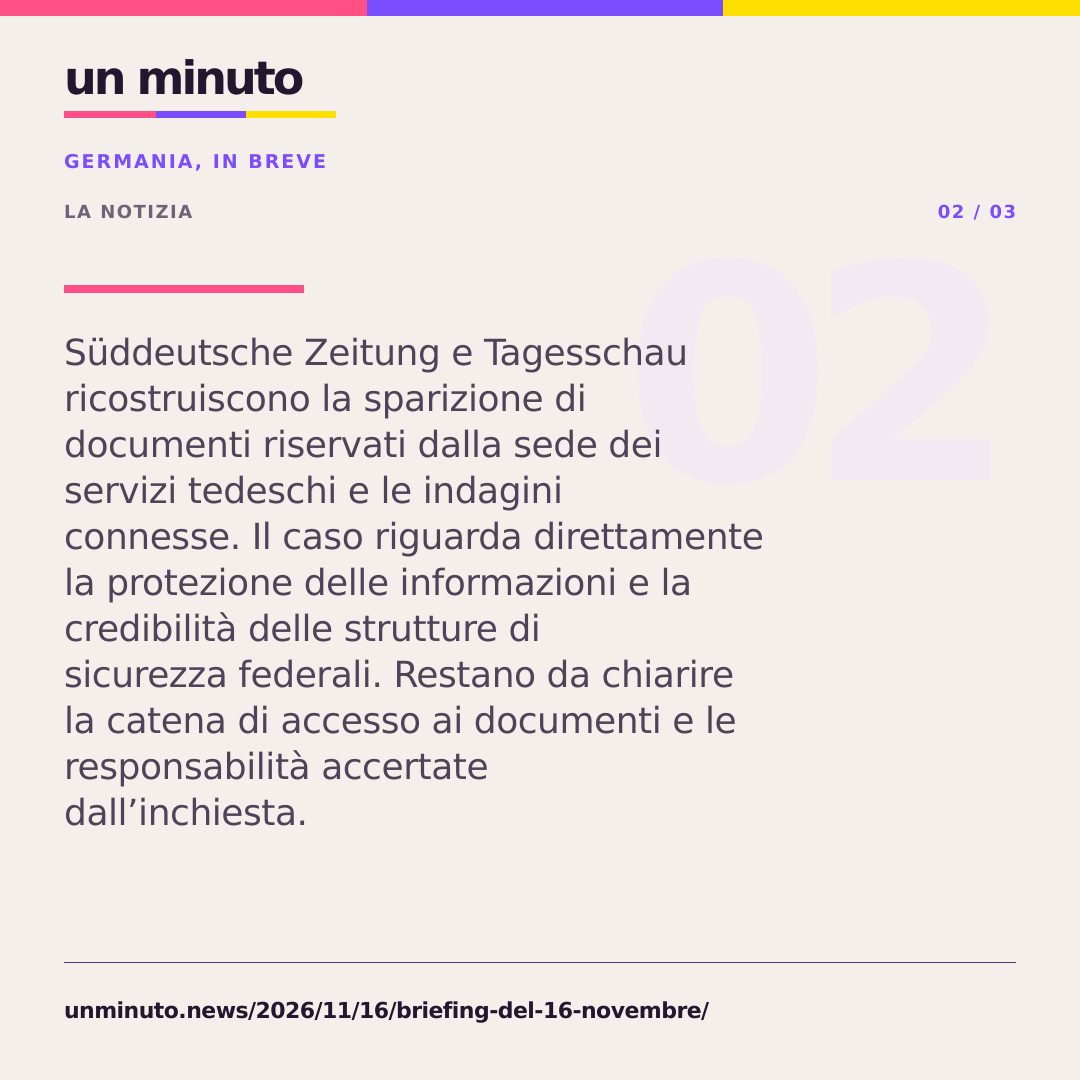 un minuto
GERMANIA, IN BREVE
LA NOTIZIA
02 / 03
02
Süddeutsche Zeitung e Tagesschau
ricostruiscono la sparizione di
documenti riservati dalla sede dei
servizi tedeschi e le indagini
connesse. Il caso riguarda direttamente
la protezione delle informazioni e la
credibilità delle strutture di
sicurezza federali. Restano da chiarire
la catena di accesso ai documenti e le
responsabilità accertate
dall’inchiesta.
unminuto.news/2026/11/16/briefing-del-16-novembre/